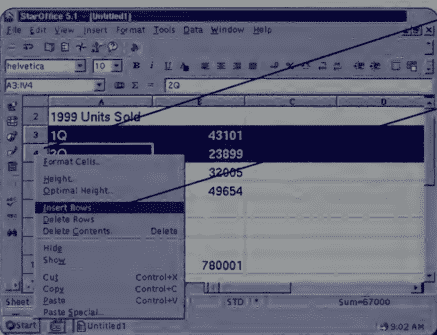 StarOffice 5.1 - [Untitled1]
File Edit View Insert Format Tools Data Window Help
helvetica 10 B i U
A3:IV4 Σ = 2Q
A B C D
2 1999 Units Sold
3 1Q 43101
4 2Q 23899
Format Cells...
Height... 32005
Optimal Height... 49654
Insert Rows
Delete Rows
Delete Contents Delete
Hide
Show 780001
Cut Control+X
Copy Control+C
Paste Control+V
Paste Special...
Sheet STD * Sum=67000
Start Untitled1 9:02 AM